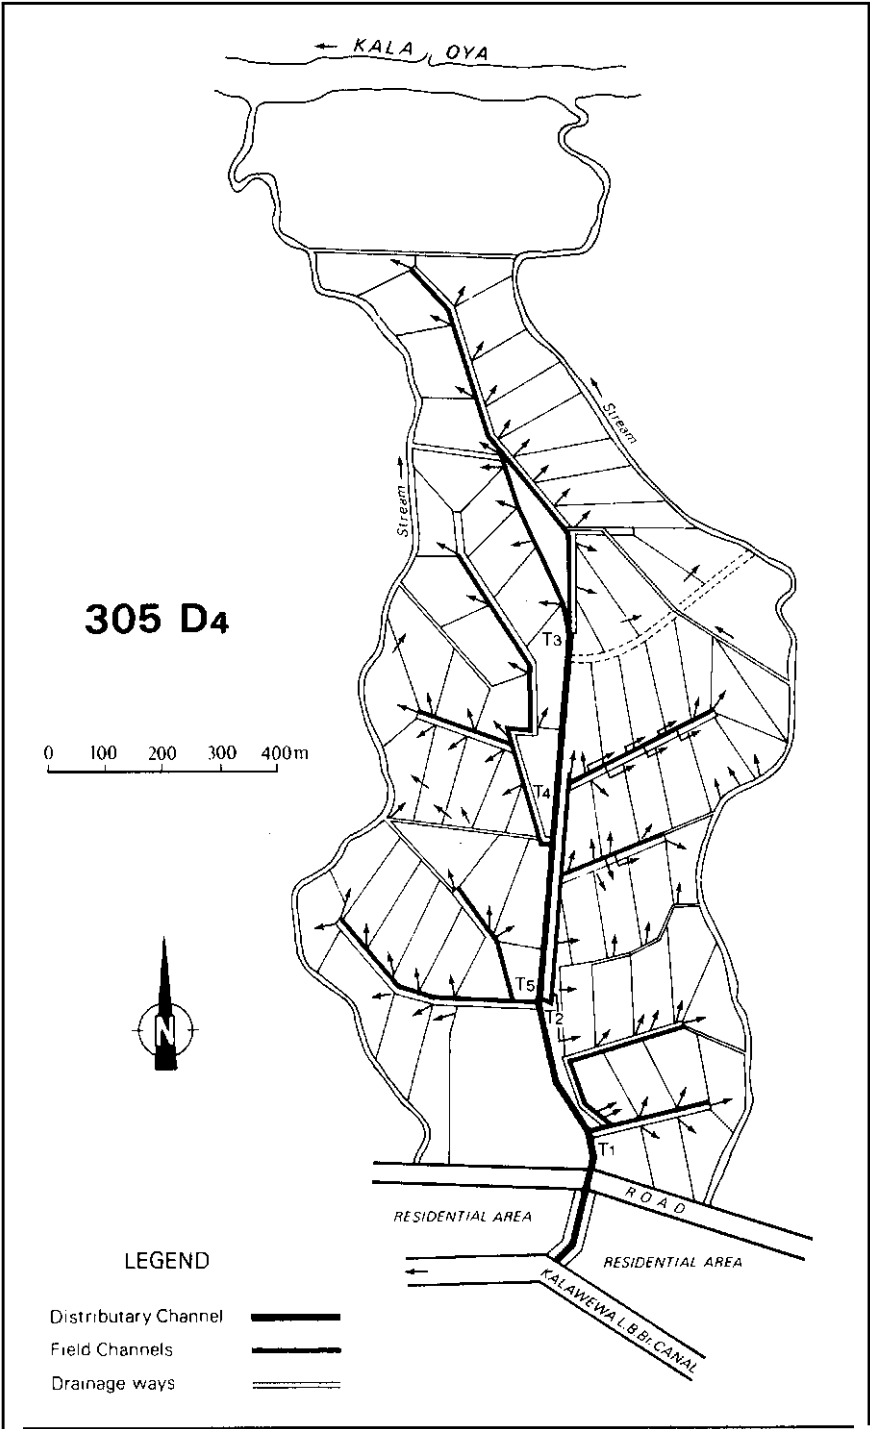 KALA OYA
Stream
Stream
305 D4
T3
0 100 200 300 400m
T4
T5
T2
N
T1
ROAD
RESIDENTIAL AREA
RESIDENTIAL AREA
KALAWEWA L.B.Br. CANAL
LEGEND
Distributary Channel
Field Channels
Drainage ways